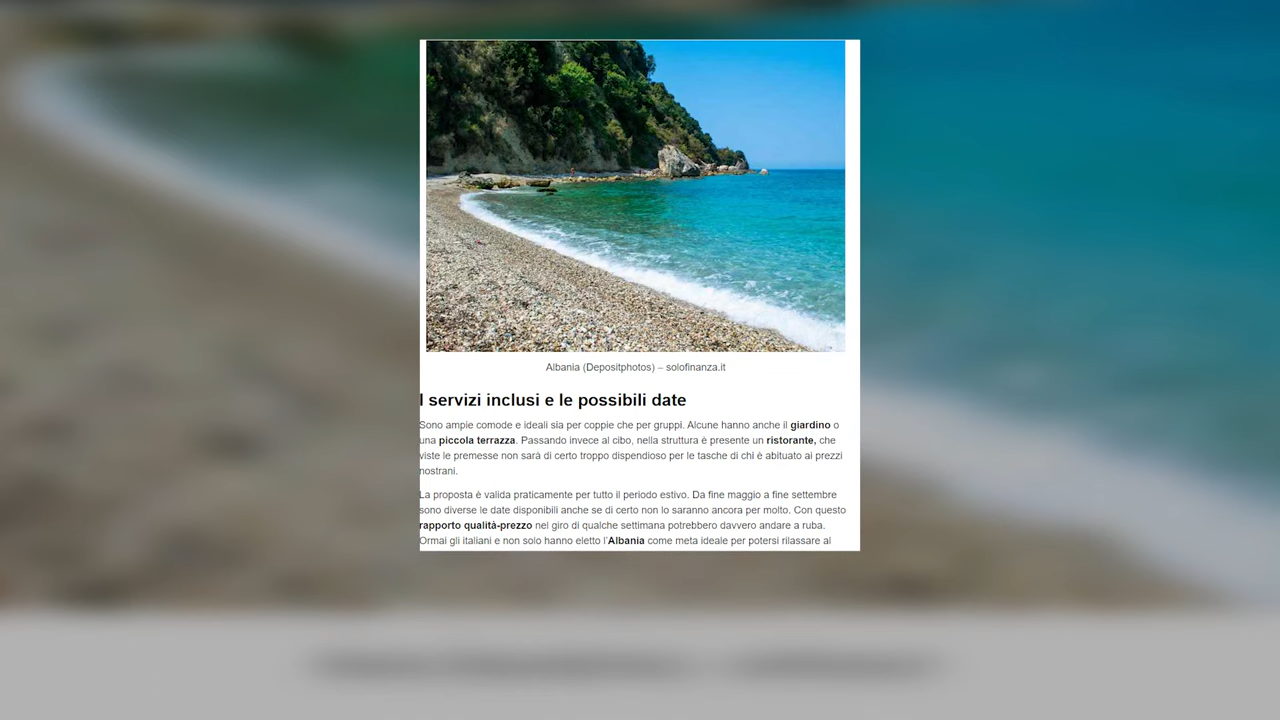 Albania (Depositphotos) – solofinanza.it
I servizi inclusi e le possibili date
Sono ampie comode e ideali sia per coppie che per gruppi. Alcune hanno anche il giardino o
una piccola terrazza. Passando invece al cibo, nella struttura è presente un ristorante, che
viste le premesse non sarà di certo troppo dispendioso per le tasche di chi è abituato ai prezzi
nostrani.
La proposta è valida praticamente per tutto il periodo estivo. Da fine maggio a fine settembre
sono diverse le date disponibili anche se di certo non lo saranno ancora per molto. Con questo
rapporto qualità-prezzo nel giro di qualche settimana potrebbero davvero andare a ruba.
Ormai gli italiani e non solo hanno eletto l'Albania come meta ideale per potersi rilassare al